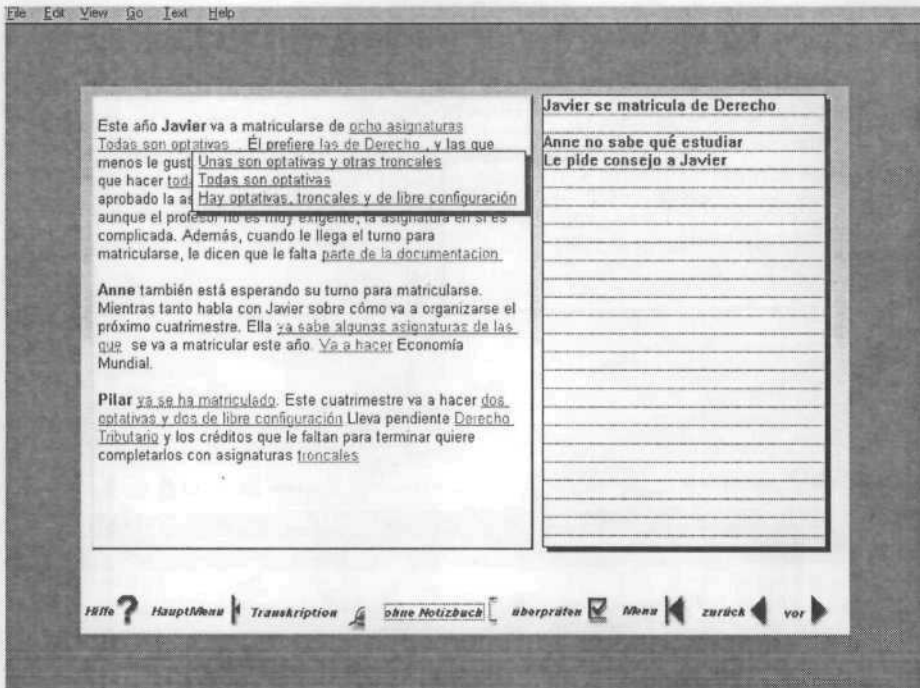 File Edit View Go Text Help
Este año Javier va a matricularse de ocho asignaturas
Todas son optativas . Él prefiere las de Derecho , y las que
menos le gust
que hacer tod
aprobado la as
Unas son optativas y otras troncales
Todas son optativas
Hay optativas, troncales y de libre configuración
aunque el profesor no es muy exigente, la asignatura en sí es
complicada. Además, cuando le llega el turno para
matricularse, le dicen que le falta parte de la documentacion
Anne también está esperando su turno para matricularse.
Mientras tanto habla con Javier sobre cómo va a organizarse el
próximo cuatrimestre. Ella ya sabe algunas asignaturas de las
que se va a matricular este año. Va a hacer Economía
Mundial.
Pilar ya se ha matriculado. Este cuatrimestre va a hacer dos
optativas y dos de libre configuración Lleva pendiente Derecho
Tributario y los créditos que le faltan para terminar quiere
completarlos con asignaturas troncales
Javier se matricula de Derecho
Anne no sabe qué estudiar
Le pide consejo a Javier
Hilfe HauptMenu Transkription ohne Notizbuch überprüfen Menu zurück vor